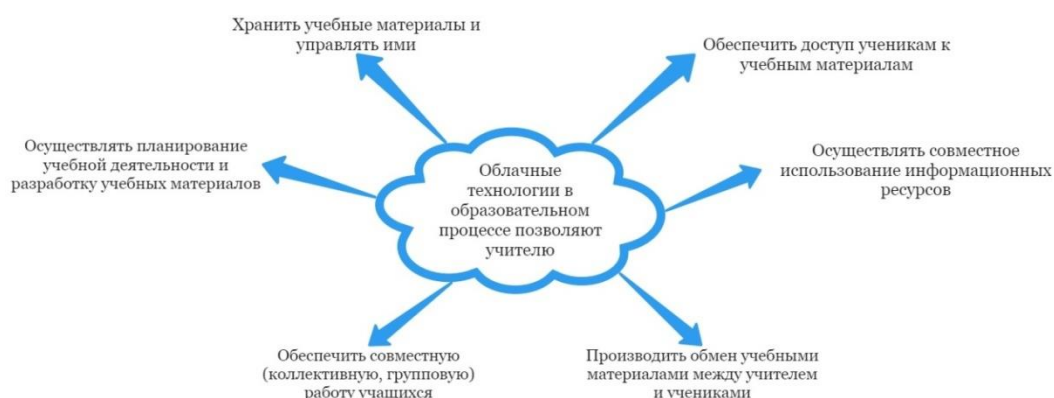 Хранить учебные материалы и
управлять ими
Обеспечить доступ ученикам к
учебным материалам
Осуществлять планирование
учебной деятельности и
разработку учебных материалов
Облачные
технологии в
образовательном
процессе позволяют
учителю
Осуществлять совместное
использование информационных
ресурсов
Обеспечить совместную
(коллективную, групповую)
работу учащихся
Производить обмен учебными
материалами между учителем
и учениками